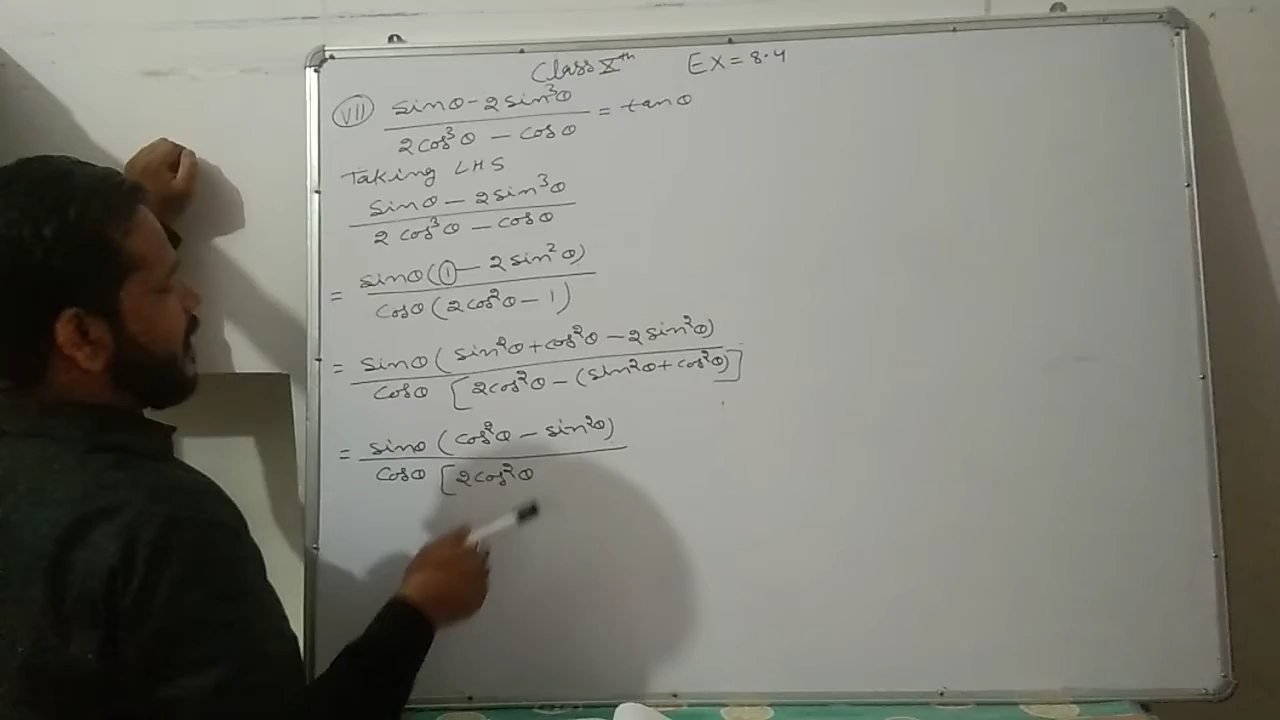 Class Xth EX = 8.4
(VII) sinθ - 2sin³θ / 2cos³θ - cosθ = tanθ
Taking LHS
sinθ - 2sin³θ / 2cos³θ - cosθ
= sinθ(1 - 2sin²θ) / cosθ(2cos²θ - 1)
= sinθ(sin²θ + cos²θ - 2sin²θ) / cosθ[2cos²θ - (sin²θ + cos²θ)]
= sinθ(cos²θ - sin²θ) / cosθ[2cos²θ